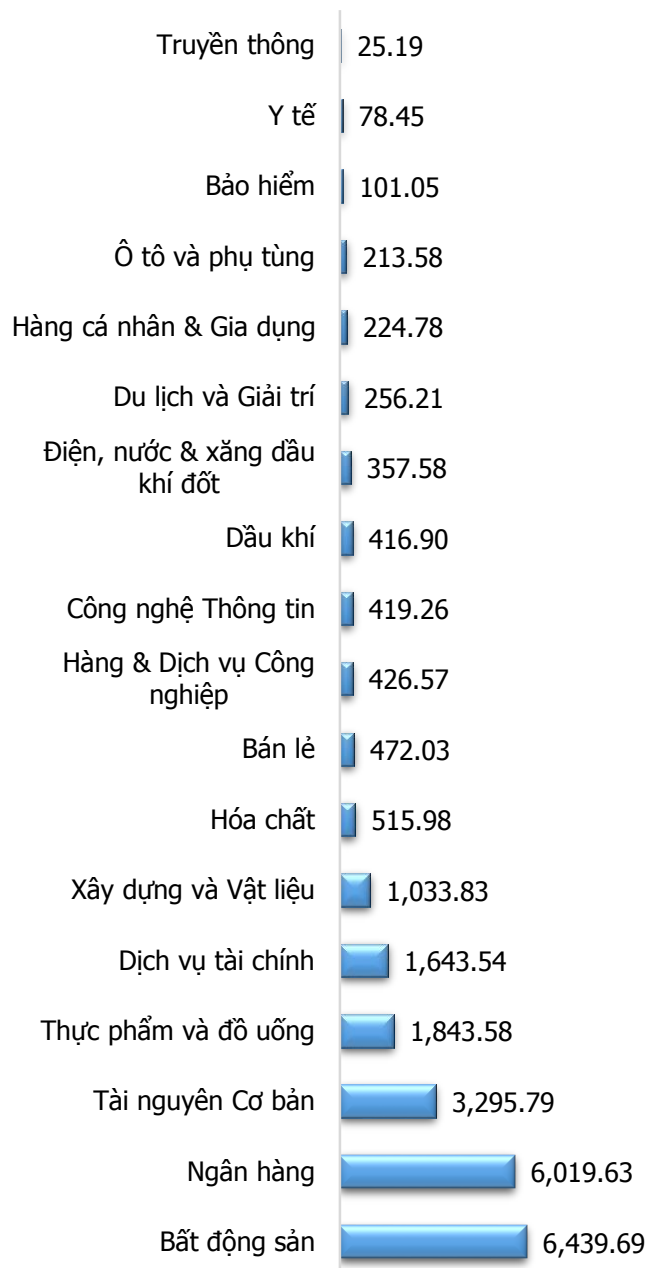 Truyền thông 25.19
Y tế 78.45
Bảo hiểm 101.05
Ô tô và phụ tùng 213.58
Hàng cá nhân & Gia dụng 224.78
Du lịch và Giải trí 256.21
Điện, nước & xăng dầu
khí đốt 357.58
Dầu khí 416.90
Công nghệ Thông tin 419.26
Hàng & Dịch vụ Công
nghiệp 426.57
Bán lẻ 472.03
Hóa chất 515.98
Xây dựng và Vật liệu 1,033.83
Dịch vụ tài chính 1,643.54
Thực phẩm và đồ uống 1,843.58
Tài nguyên Cơ bản 3,295.79
Ngân hàng 6,019.63
Bất động sản 6,439.69